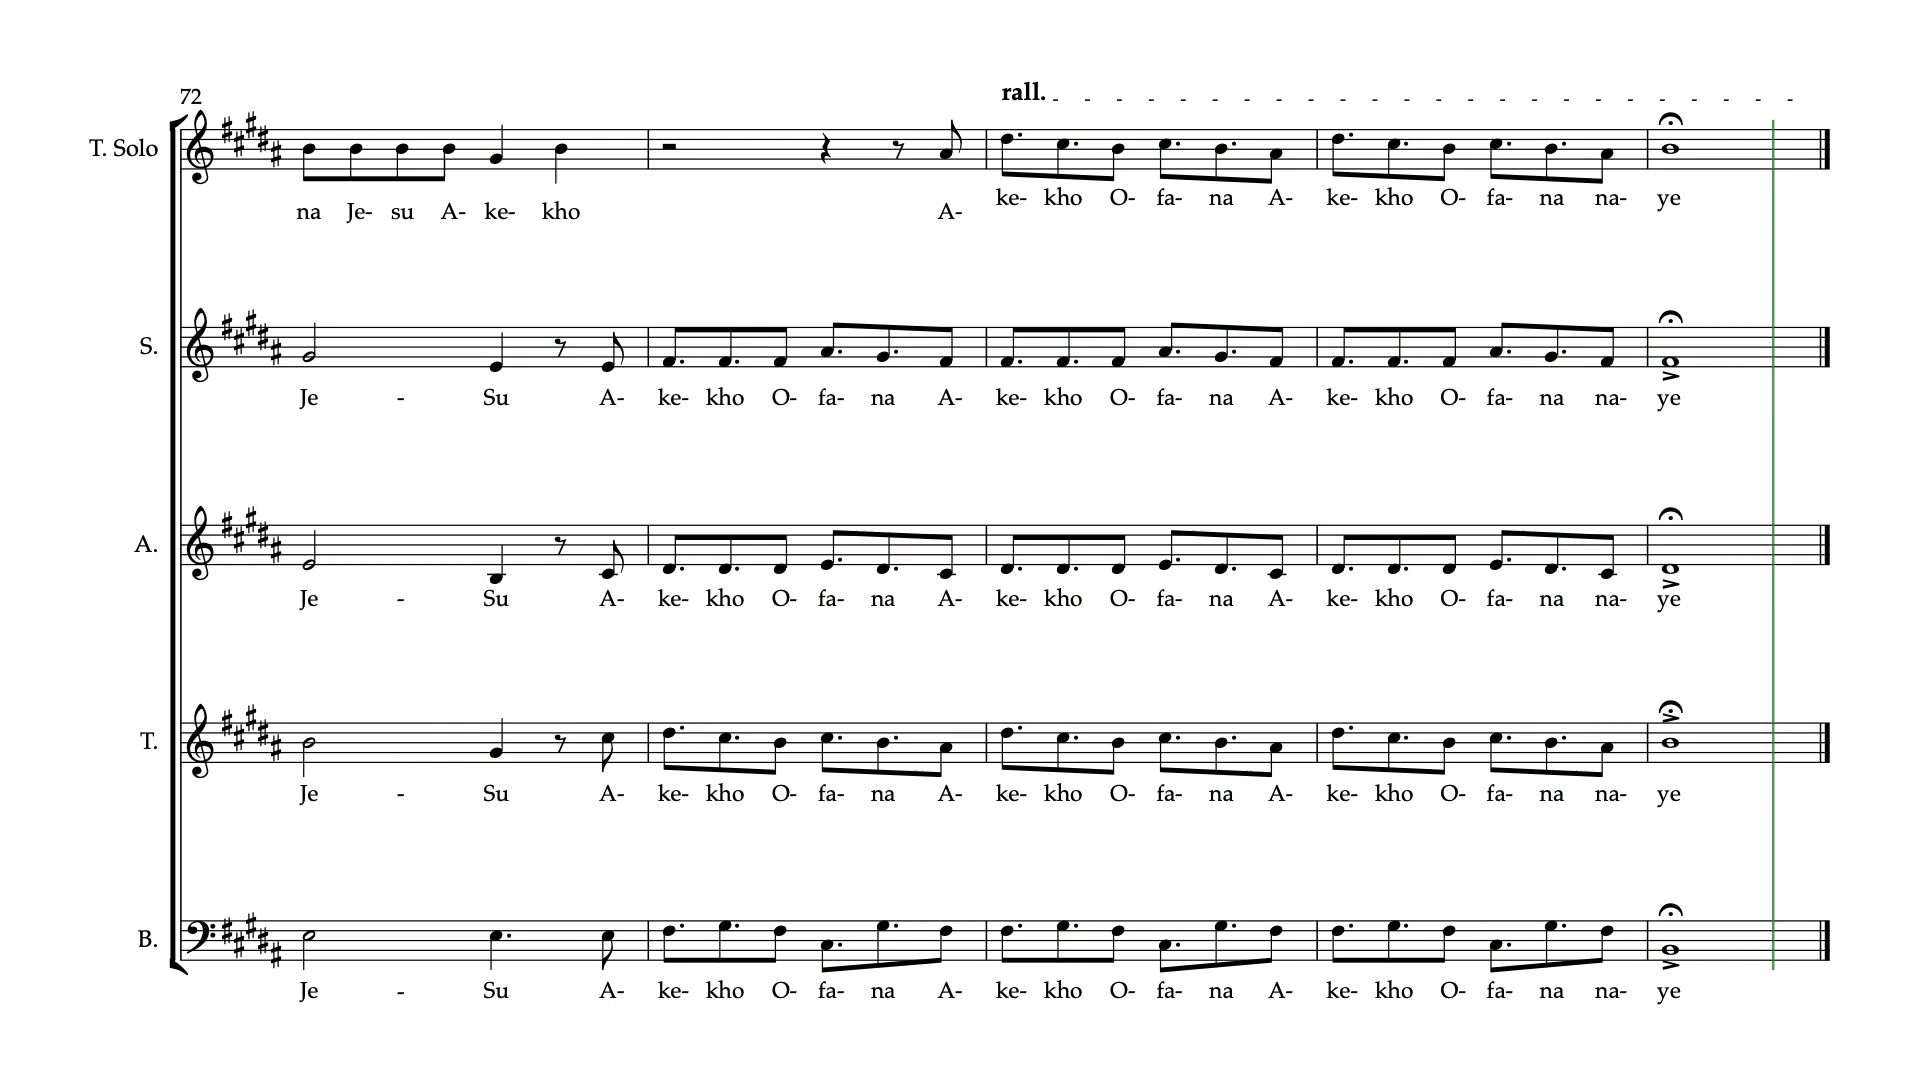 72
rall.
T. Solo
na Je- su A- ke- kho A- ke- kho O- fa- na A- ke- kho O- fa- na na- ye
S.
Je - Su A- ke- kho O- fa- na A- ke- kho O- fa- na A- ke- kho O- fa- na na- ye
A.
Je - Su A- ke- kho O- fa- na A- ke- kho O- fa- na A- ke- kho O- fa- na na- ye
T.
Je - Su A- ke- kho O- fa- na A- ke- kho O- fa- na A- ke- kho O- fa- na na- ye
B.
Je - Su A- ke- kho O- fa- na A- ke- kho O- fa- na A- ke- kho O- fa- na na- ye